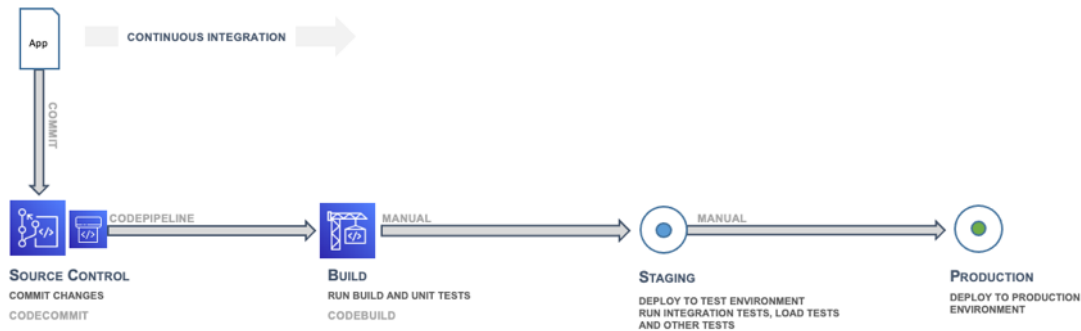 App
CONTINUOUS INTEGRATION
COMMIT
CODEPIPELINE
MANUAL
MANUAL
SOURCE CONTROL
COMMIT CHANGES
CODECOMMIT
BUILD
RUN BUILD AND UNIT TESTS
CODEBUILD
STAGING
DEPLOY TO TEST ENVIRONMENT
RUN INTEGRATION TESTS, LOAD TESTS
AND OTHER TESTS
PRODUCTION
DEPLOY TO PRODUCTION
ENVIRONMENT